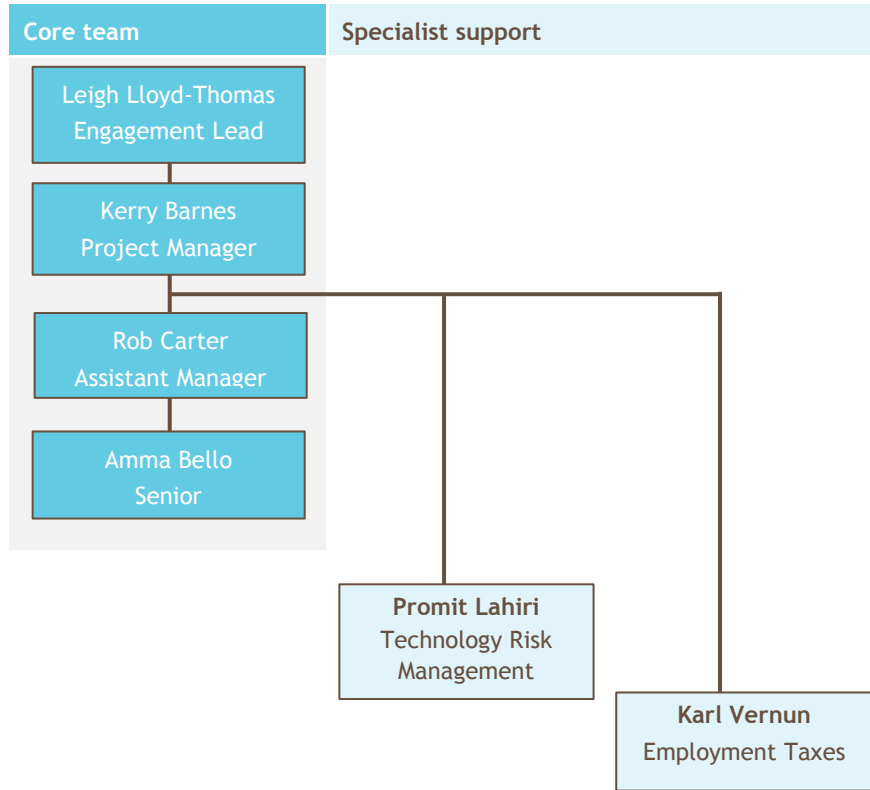 Core team
Specialist support
Leigh Lloyd-Thomas
Engagement Lead
Kerry Barnes
Project Manager
Rob Carter
Assistant Manager
Amma Bello
Senior
Promit Lahiri
Technology Risk
Management
Karl Vernun
Employment Taxes